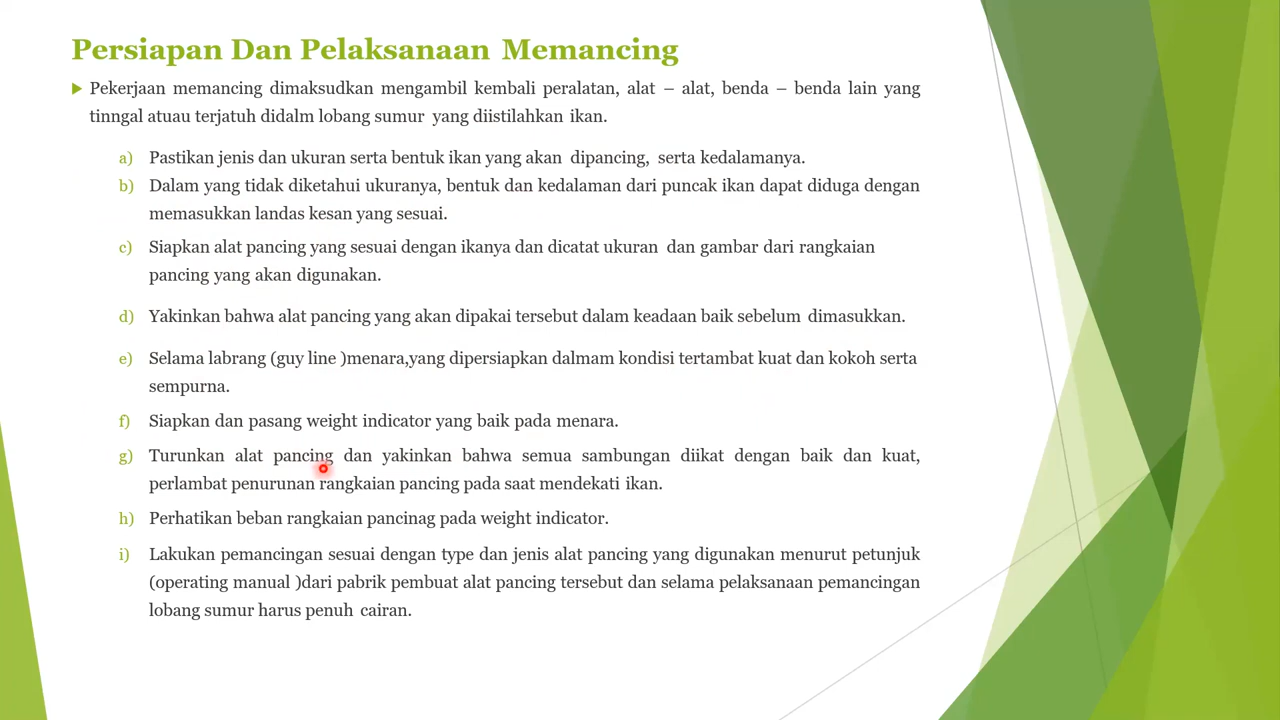 Persiapan Dan Pelaksanaan Memancing
Pekerjaan memancing dimaksudkan mengambil kembali peralatan, alat – alat, benda – benda lain yang
tinngal atuau terjatuh didalm lobang sumur yang diistilahkan ikan.
a) Pastikan jenis dan ukuran serta bentuk ikan yang akan dipancing, serta kedalamanya.
b) Dalam yang tidak diketahui ukuranya, bentuk dan kedalaman dari puncak ikan dapat diduga dengan
memasukkan landas kesan yang sesuai.
c) Siapkan alat pancing yang sesuai dengan ikanya dan dicatat ukuran dan gambar dari rangkaian
pancing yang akan digunakan.
d) Yakinkan bahwa alat pancing yang akan dipakai tersebut dalam keadaan baik sebelum dimasukkan.
e) Selama labrang (guy line )menara,yang dipersiapkan dalmam kondisi tertambat kuat dan kokoh serta
sempurna.
f) Siapkan dan pasang weight indicator yang baik pada menara.
g) Turunkan alat pancing dan yakinkan bahwa semua sambungan diikat dengan baik dan kuat,
perlambat penurunan rangkaian pancing pada saat mendekati ikan.
h) Perhatikan beban rangkaian pancinag pada weight indicator.
i) Lakukan pemancingan sesuai dengan type dan jenis alat pancing yang digunakan menurut petunjuk
(operating manual )dari pabrik pembuat alat pancing tersebut dan selama pelaksanaan pemancingan
lobang sumur harus penuh cairan.